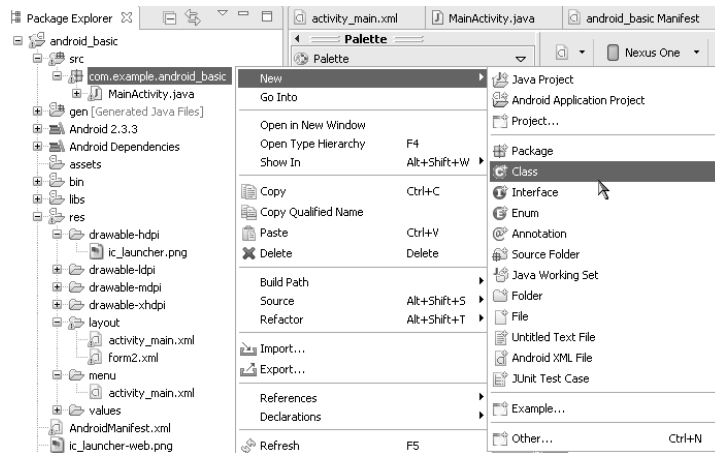 Package Explorer
activity_main.xml
MainActivity.java
android_basic Manifest
android_basic
src
com.example.android_basic
MainActivity.java
gen [Generated Java Files]
Android 2.3.3
Android Dependencies
assets
bin
libs
res
drawable-hdpi
ic_launcher.png
drawable-ldpi
drawable-mdpi
drawable-xhdpi
layout
activity_main.xml
form2.xml
menu
activity_main.xml
values
AndroidManifest.xml
ic_launcher-web.png
Palette
Palette
Nexus One
New
Go Into
Open in New Window
Open Type Hierarchy F4
Show In Alt+Shift+W
Copy Ctrl+C
Copy Qualified Name
Paste Ctrl+V
Delete Delete
Build Path
Source Alt+Shift+S
Refactor Alt+Shift+T
Import...
Export...
References
Declarations
Refresh F5
Java Project
Android Application Project
Project...
Package
Class
Interface
Enum
Annotation
Source Folder
Java Working Set
Folder
File
Untitled Text File
Android XML File
JUnit Test Case
Example...
Other... Ctrl+N